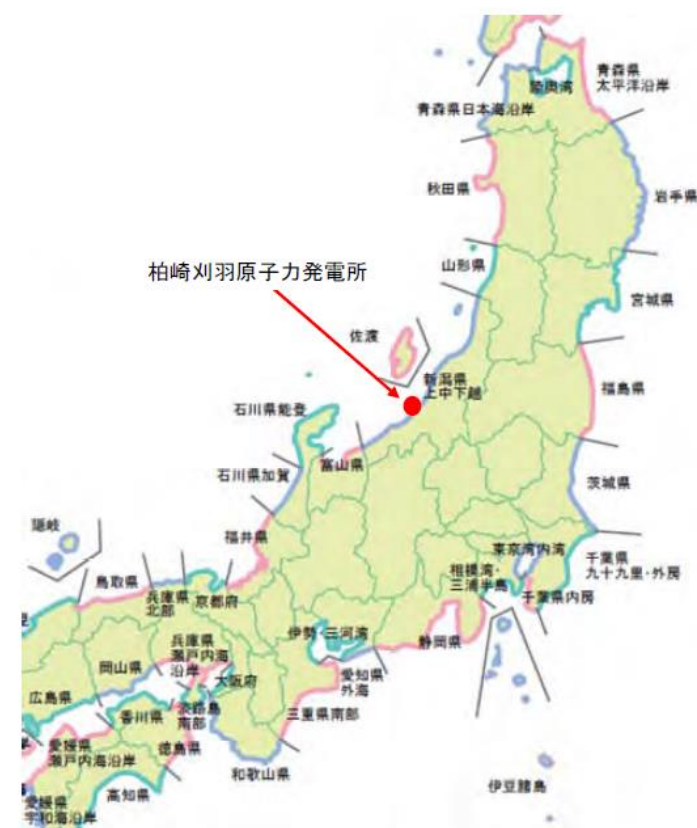 青森県
太平洋沿岸
陸奥湾
青森県日本海沿岸
秋田県
岩手県
山形県
柏崎刈羽原子力発電所
宮城県
佐渡
新潟県
上中下越
福島県
石川県能登
富山県
石川県加賀
茨城県
隠岐
福井県
東京湾内湾
千葉県
九十九里・外房
鳥取県
兵庫県
北部
京都府
相模湾・
三浦半島
千葉県内房
伊勢・三河湾
静岡県
兵庫県
瀬戸内海
沿岸
岡山県
大阪府
愛知県
外海
広島県
香川県
淡路島
南部
三重県南部
愛媛県
瀬戸内海沿岸
徳島県
和歌山県
伊豆諸島
高知県
愛媛県
宇和海沿岸